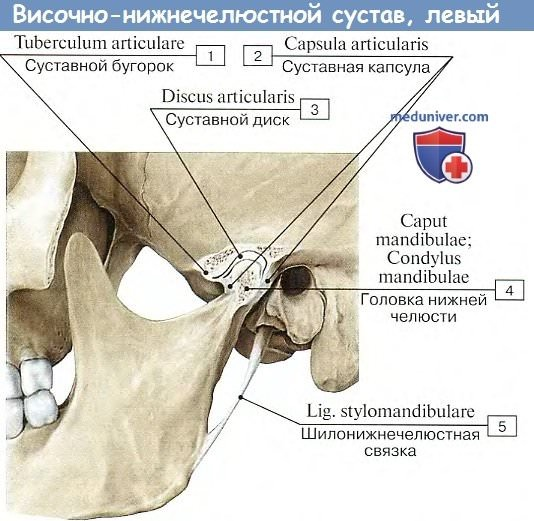 Височно-нижнечелюстной сустав, левый
Tuberculum articulare
Суставной бугорок
1
2
Capsula articularis
Суставная капсула
Discus articularis
Суставной диск
3
meduniver.com
Caput
mandibulae;
Condylus
mandibulae
4
Головка нижней
челюсти
Lig. stylomandibulare
5
Шилонижнечелюстная
связка